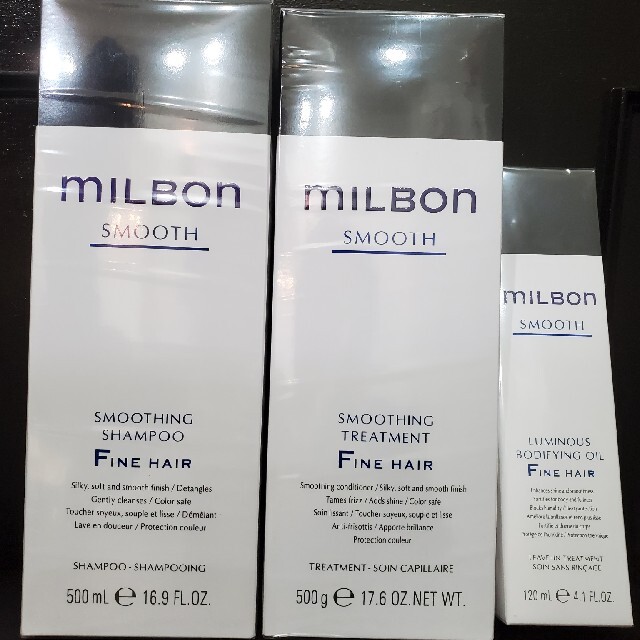 MILBON
SMOOTH
SMOOTHING
SHAMPOO
FINE HAIR
Silky, soft and smooth finish / Detangles
Gently cleanses / Color safe
Toucher soyeux, souple et lisse / Démêlant
Lave en douceur / Protection couleur
SHAMPOO - SHAMPOOING
500 mL ℮ 16.9 FL.OZ.
MILBON
SMOOTH
SMOOTHING
TREATMENT
FINE HAIR
Smoothing conditioner / Silky, soft and smooth finish
Tames frizz / Adds shine / Color safe
Soin lissant / Toucher soyeux, souple et lisse
Anti-frisottis / Apporte brillance
Protection couleur
TREATMENT - SOIN CAPILLAIRE
500 g ℮ 17.6 OZ. NET WT.
MILBON
SMOOTH
LUMINOUS
BODIFYING OIL
FINE HAIR
LEAVE-IN TREATMENT
SOIN SANS RINÇAGE
120 mL ℮ 4.1 FL.OZ.